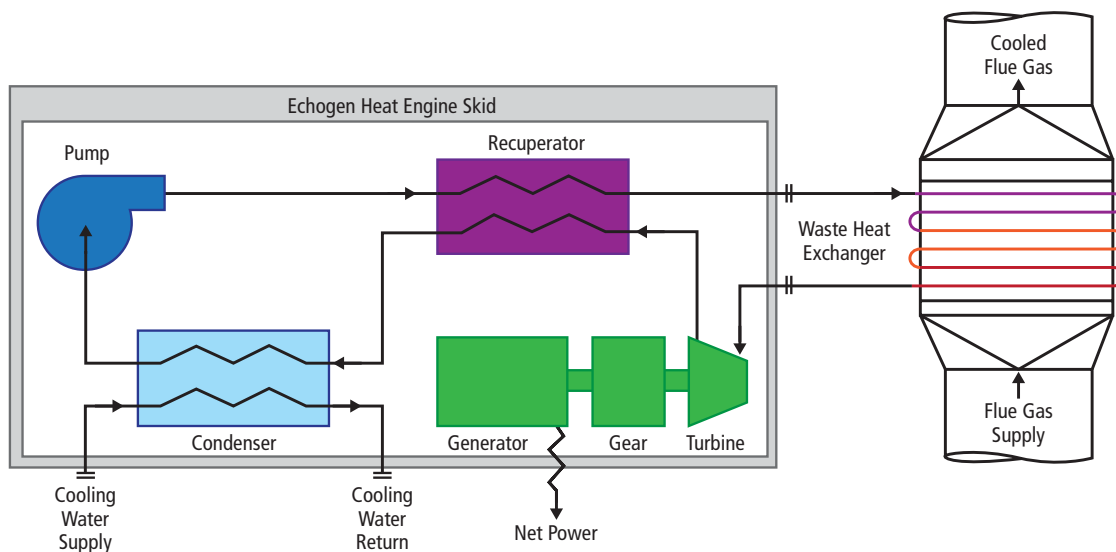 Cooled
Flue Gas
Echogen Heat Engine Skid
Pump
Recuperator
Waste Heat
Exchanger
Condenser
Generator
Gear
Turbine
Flue Gas
Supply
Cooling
Water
Supply
Cooling
Water
Return
Net Power